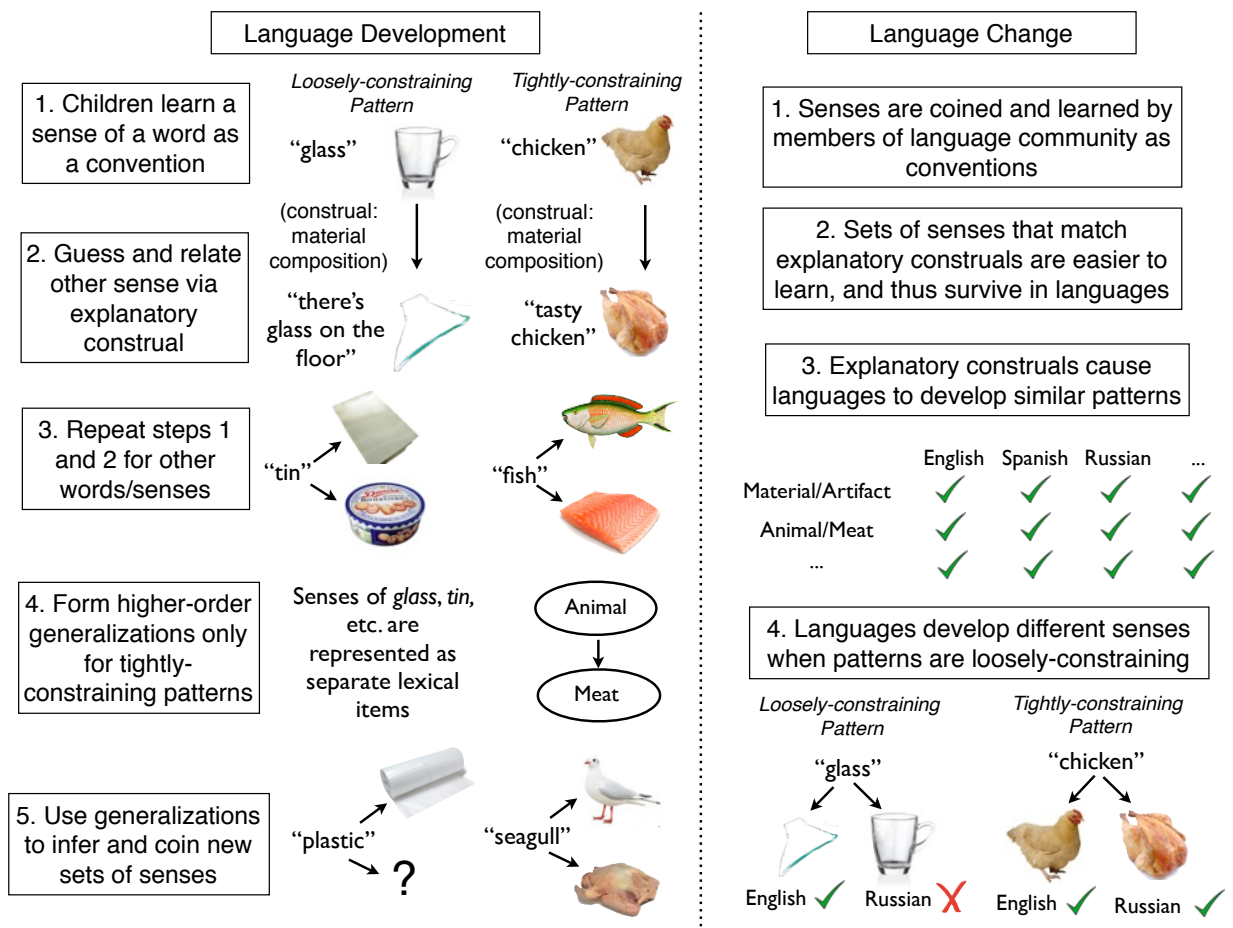 Language Development
Loosely-constraining
Pattern
Tightly-constraining
Pattern
1. Children learn a
sense of a word as
a convention
“glass”
“chicken”
(construal:
material
composition)
(construal:
material
composition)
2. Guess and relate
other sense via
explanatory
construal
“there’s
glass on the
floor”
“tasty
chicken”
3. Repeat steps 1
and 2 for other
words/senses
“tin”
“fish”
4. Form higher-order
generalizations only
for tightly-
constraining patterns
Senses of glass, tin,
etc. are
represented as
separate lexical
items
Animal
Meat
5. Use generalizations
to infer and coin new
sets of senses
“plastic”
?
“seagull”
Language Change
1. Senses are coined and learned by
members of language community as
conventions
2. Sets of senses that match
explanatory construals are easier to
learn, and thus survive in languages
3. Explanatory construals cause
languages to develop similar patterns
English Spanish Russian ...
Material/Artifact
Animal/Meat
...
4. Languages develop different senses
when patterns are loosely-constraining
Loosely-constraining
Pattern
Tightly-constraining
Pattern
“glass”
“chicken”
English
Russian
English
Russian